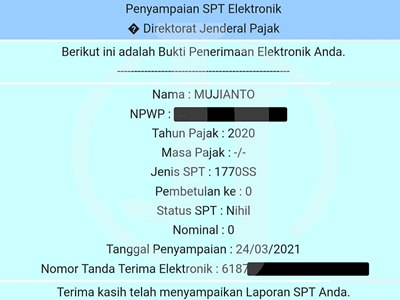 Penyampaian SPT Elektronik
� Direktorat Jenderal Pajak
Berikut ini adalah Bukti Penerimaan Elektronik Anda.
--------------------------------------------------
Nama : MUJIANTO
NPWP :
Tahun Pajak : 2020
Masa Pajak : -/-
Jenis SPT : 1770SS
Pembetulan ke : 0
Status SPT : Nihil
Nominal : 0
Tanggal Penyampaian : 24/03/2021
Nomor Tanda Terima Elektronik : 6187
Terima kasih telah menyampaikan Laporan SPT Anda.